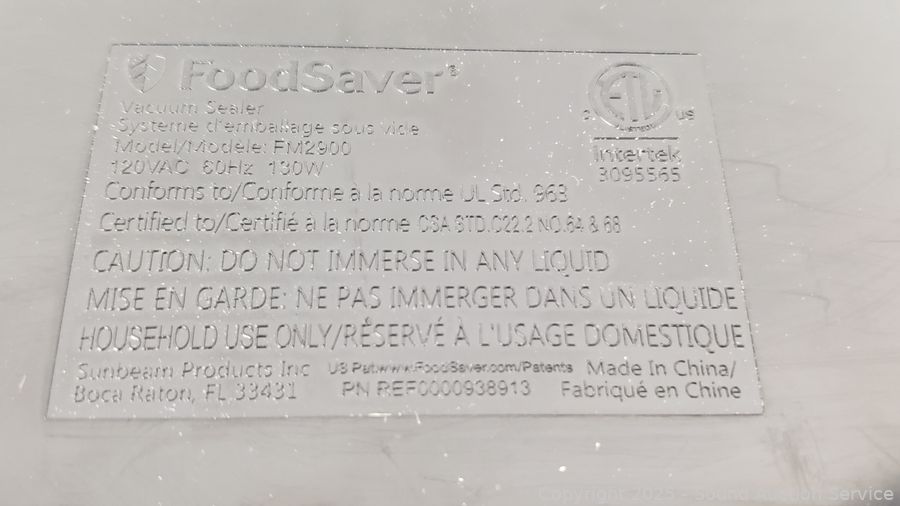 FoodSaver®
Vacuum Sealer
Système d'emballage sous vide
Model/Modèle: FM2900
120VAC 60Hz 130W
Conforms to/Conforme à la norme UL Std. 963
Certified to/Certifié à la norme CSA STD.C22.2 NO.64 & 68
ETL
US
Intertek
3095565
CAUTION: DO NOT IMMERSE IN ANY LIQUID
MISE EN GARDE: NE PAS IMMERGER DANS UN LIQUIDE
HOUSEHOLD USE ONLY/RÉSERVÉ À L'USAGE DOMESTIQUE
Sunbeam Products Inc US Pat:www.FoodSaver.com/Patents Made In China/
Boca Raton, FL 33431 PN REF0000938913 Fabriqué en Chine
Copyright 2025 - Sound Auction Service